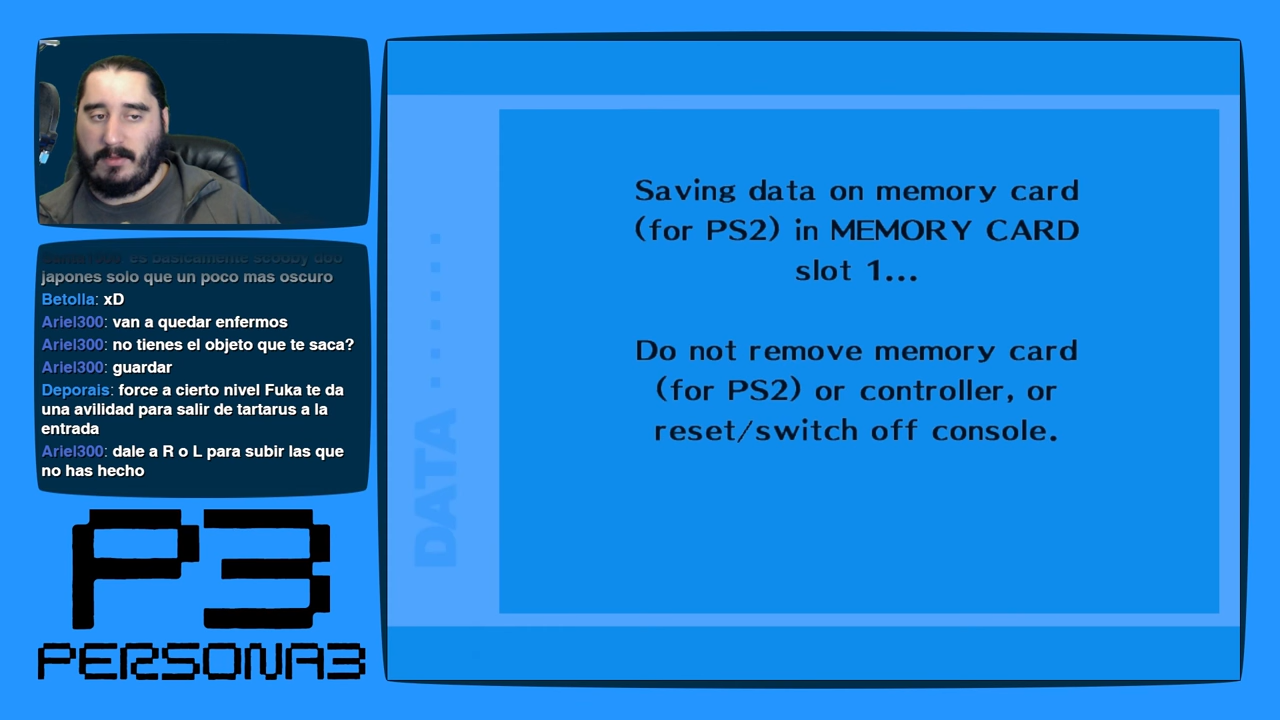 es basicamente scooby doo
japones solo que un poco mas oscuro
Betolla: xD
Ariel300: van a quedar enfermos
Ariel300: no tienes el objeto que te saca?
Ariel300: guardar
Deporais: force a cierto nivel Fuka te da
una avilidad para salir de tartarus a la
entrada
Ariel300: dale a R o L para subir las que
no has hecho
P3
PERSONA3
DATA
Saving data on memory card
(for PS2) in MEMORY CARD
slot 1...
Do not remove memory card
(for PS2) or controller, or
reset/switch off console.